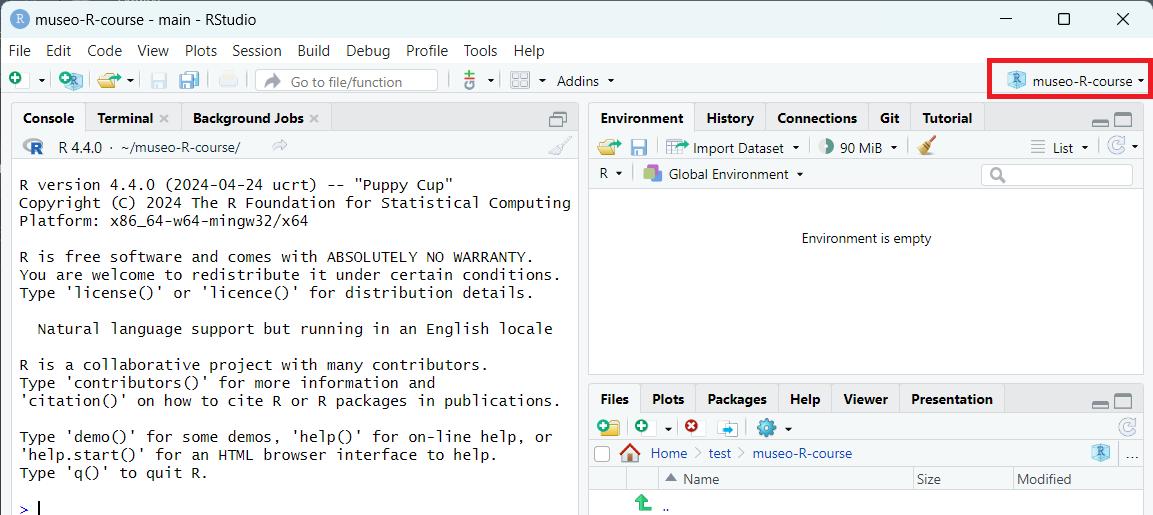 museo-R-course - main - RStudio
File Edit Code View Plots Session Build Debug Profile Tools Help
Go to file/function Addins museo-R-course
Console Terminal Background Jobs
R 4.4.0 · ~/museo-R-course/
R version 4.4.0 (2024-04-24 ucrt) -- "Puppy Cup"
Copyright (C) 2024 The R Foundation for Statistical Computing
Platform: x86_64-w64-mingw32/x64
R is free software and comes with ABSOLUTELY NO WARRANTY.
You are welcome to redistribute it under certain conditions.
Type 'license()' or 'licence()' for distribution details.
Natural language support but running in an English locale
R is a collaborative project with many contributors.
Type 'contributors()' for more information and
'citation()' on how to cite R or R packages in publications.
Type 'demo()' for some demos, 'help()' for on-line help, or
'help.start()' for an HTML browser interface to help.
Type 'q()' to quit R.
>
Environment History Connections Git Tutorial
Import Dataset 90 MiB List
R Global Environment
Environment is empty
Files Plots Packages Help Viewer Presentation
Home test museo-R-course ...
Name Size Modified
..